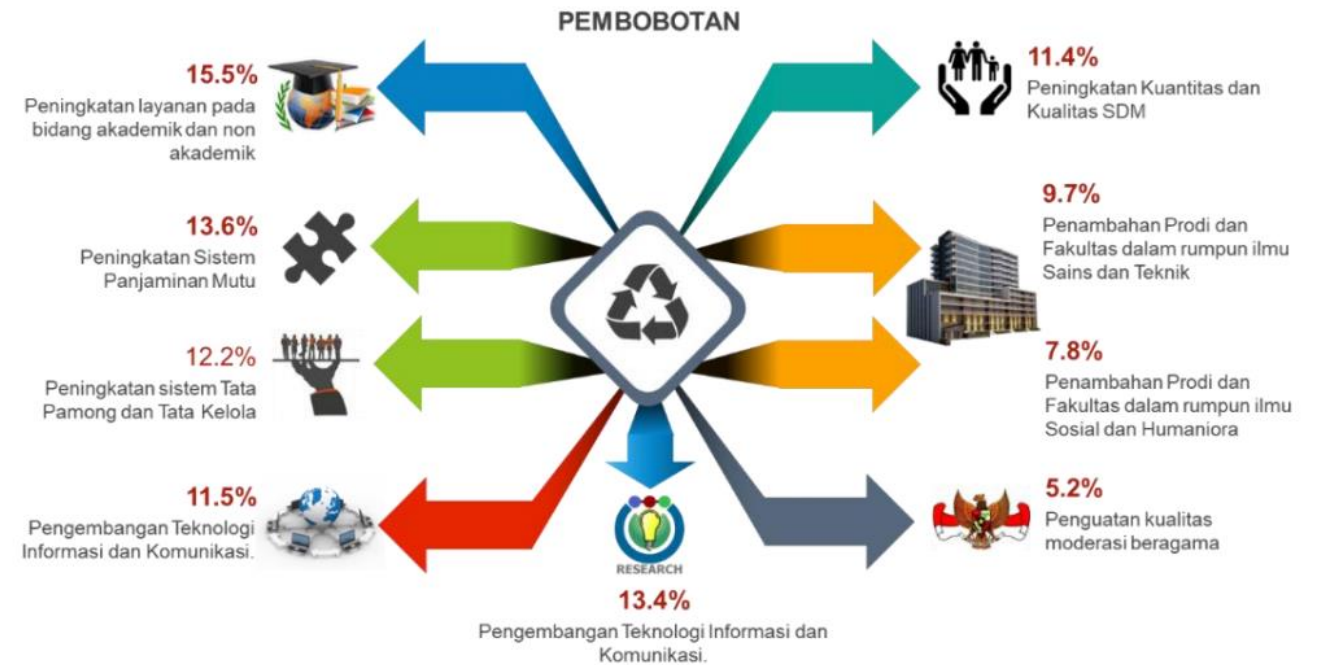 PEMBOBOTAN
15.5%
Peningkatan layanan pada
bidang akademik dan non
akademik
13.6%
Peningkatan Sistem
Panjaminan Mutu
12.2%
Peningkatan sistem Tata
Pamong dan Tata Kelola
11.5%
Pengembangan Teknologi
Informasi dan Komunikasi.
RESEARCH
13.4%
Pengembangan Teknologi Informasi dan
Komunikasi.
11.4%
Peningkatan Kuantitas dan
Kualitas SDM
9.7%
Penambahan Prodi dan
Fakultas dalam rumpun ilmu
Sains dan Teknik
7.8%
Penambahan Prodi dan
Fakultas dalam rumpun ilmu
Sosial dan Humaniora
5.2%
Penguatan kualitas
moderasi beragama